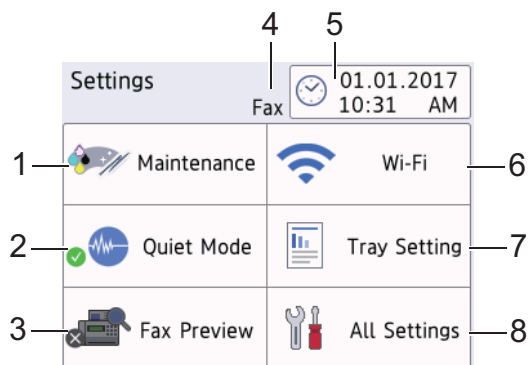 4 5
Settings
Fax
01.01.2017
10:31 AM
1 Maintenance
Wi-Fi 6
2 Quiet Mode
Tray Setting 7
3 Fax Preview
All Settings 8